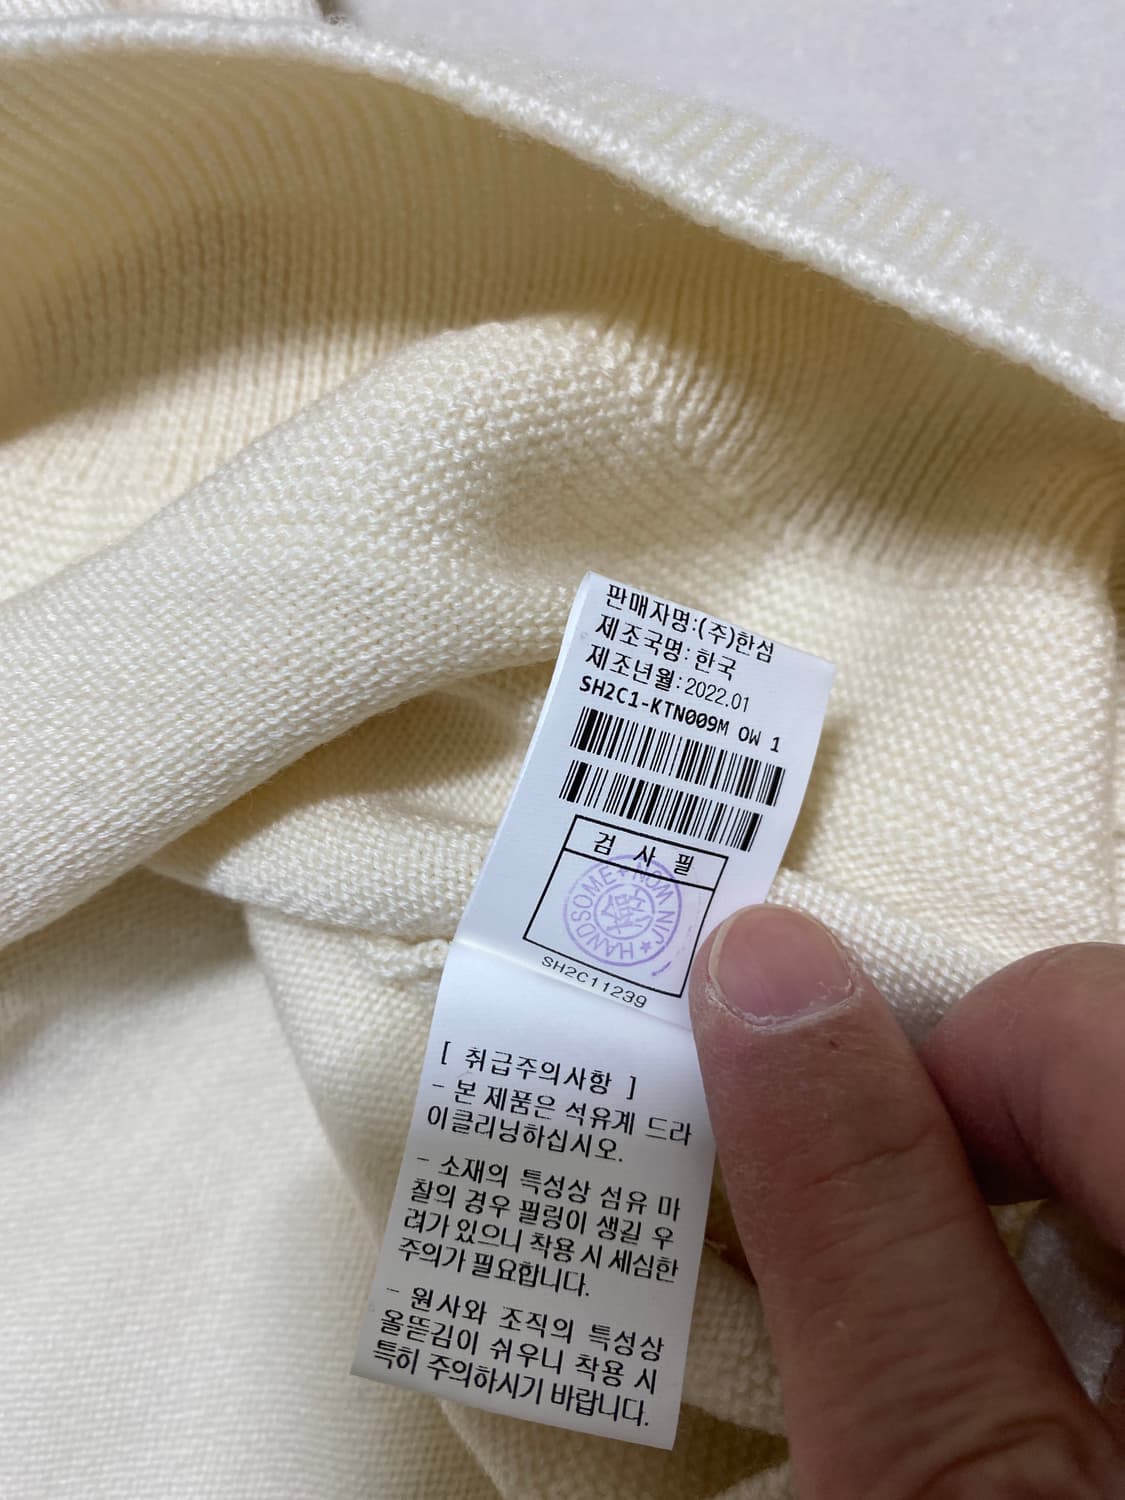 판매자명:(주)한섬
제조국명: 한국
제조년월:2022.01
SH2C1-KTN009M OW 1
검 사 필
HANDSOME★NOM NIJ★
SH2C11239
[ 취급주의사항 ]
- 본 제품은 석유계 드라
이클리닝하십시오.
- 소재의 특성상 섬유 마
찰의 경우 필링이 생길 우
려가 있으니 착용 시 세심한
주의가 필요합니다.
- 원사와 조직의 특성상
올뜯김이 쉬우니 착용 시
특히 주의하시기 바랍니다.